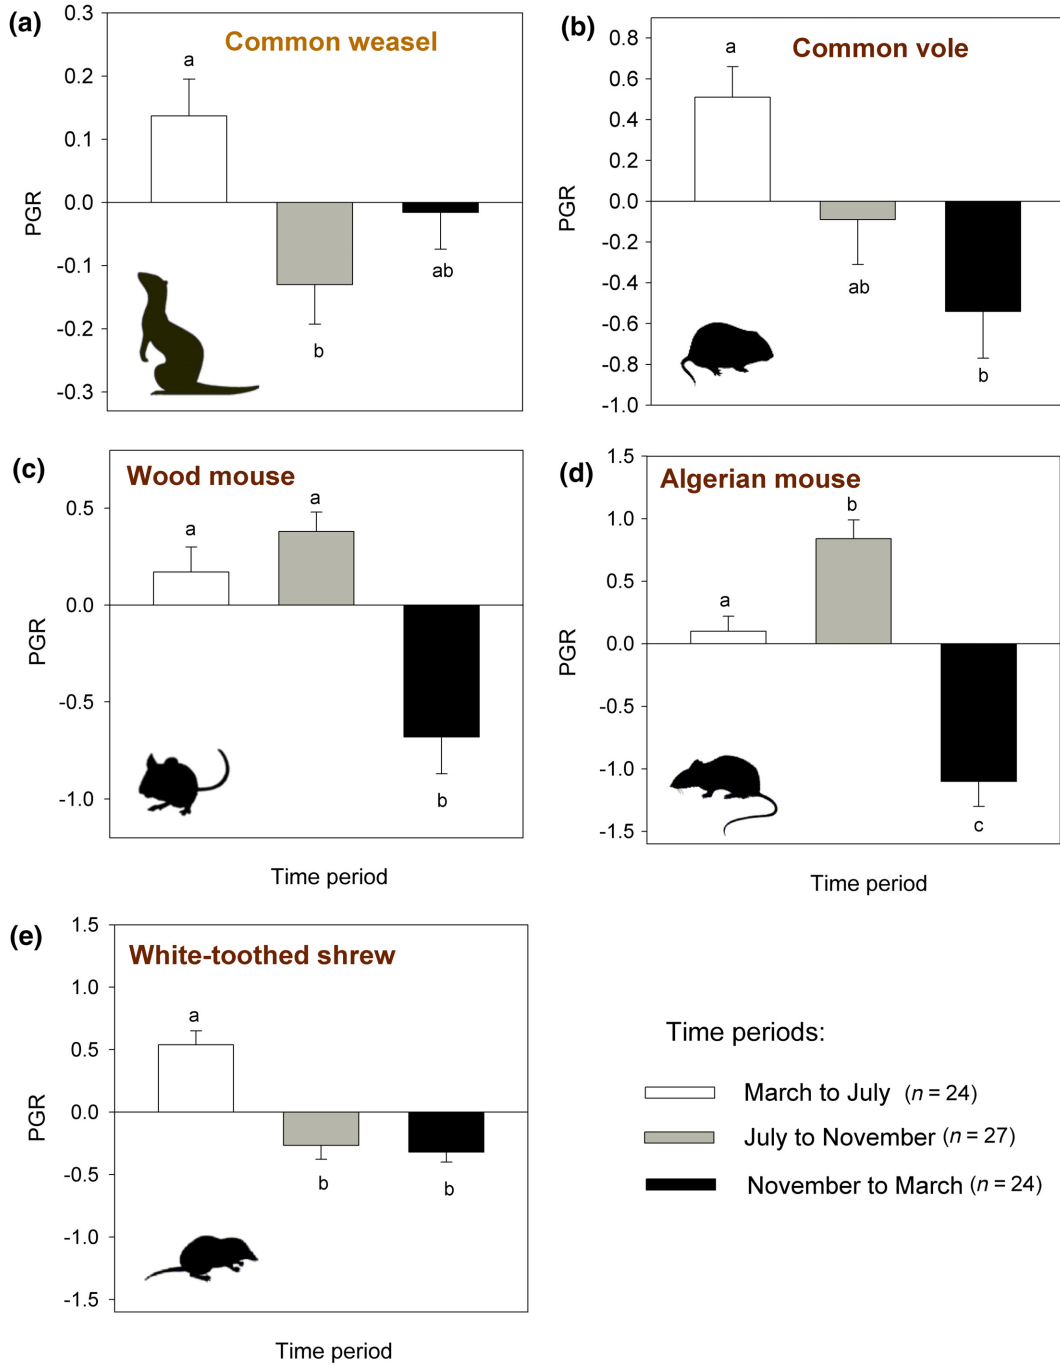 (a)
Common weasel
0.3
0.2
0.1
0.0
-0.1
-0.2
-0.3
PGR
a
b
ab
(b)
Common vole
0.8
0.6
0.4
0.2
0.0
-0.2
-0.4
-0.6
-0.8
-1.0
PGR
a
ab
b
(c)
Wood mouse
0.5
0.0
-0.5
-1.0
PGR
a
a
b
Time period
(d)
Algerian mouse
1.5
1.0
0.5
0.0
-0.5
-1.0
-1.5
PGR
a
b
c
Time period
(e)
White-toothed shrew
1.5
1.0
0.5
0.0
-0.5
-1.0
-1.5
PGR
a
b
b
Time period
Time periods:
March to July (n = 24)
July to November (n = 27)
November to March (n = 24)